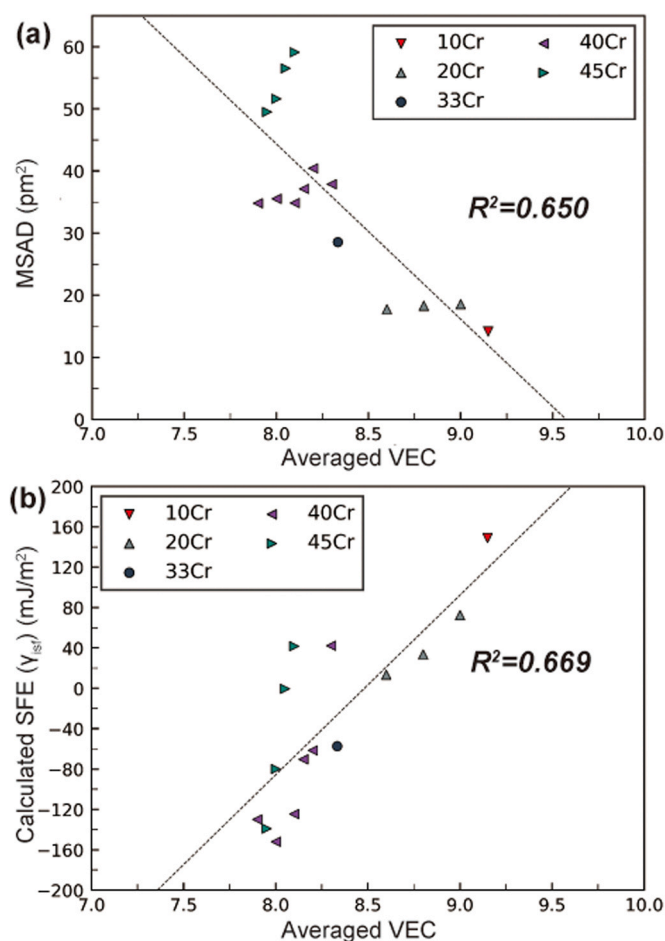 (a)
60
50
40
30
20
10
0
MSAD (pm²)
10Cr 40Cr
20Cr 45Cr
33Cr
R²=0.650
7.0 7.5 8.0 8.5 9.0 9.5 10.0
Averaged VEC
(b)
200
160
120
80
40
0
−40
−80
−120
−160
−200
Calculated SFE (γisf) (mJ/m²)
10Cr 40Cr
20Cr 45Cr
33Cr
R²=0.669
7.0 7.5 8.0 8.5 9.0 9.5 10.0
Averaged VEC